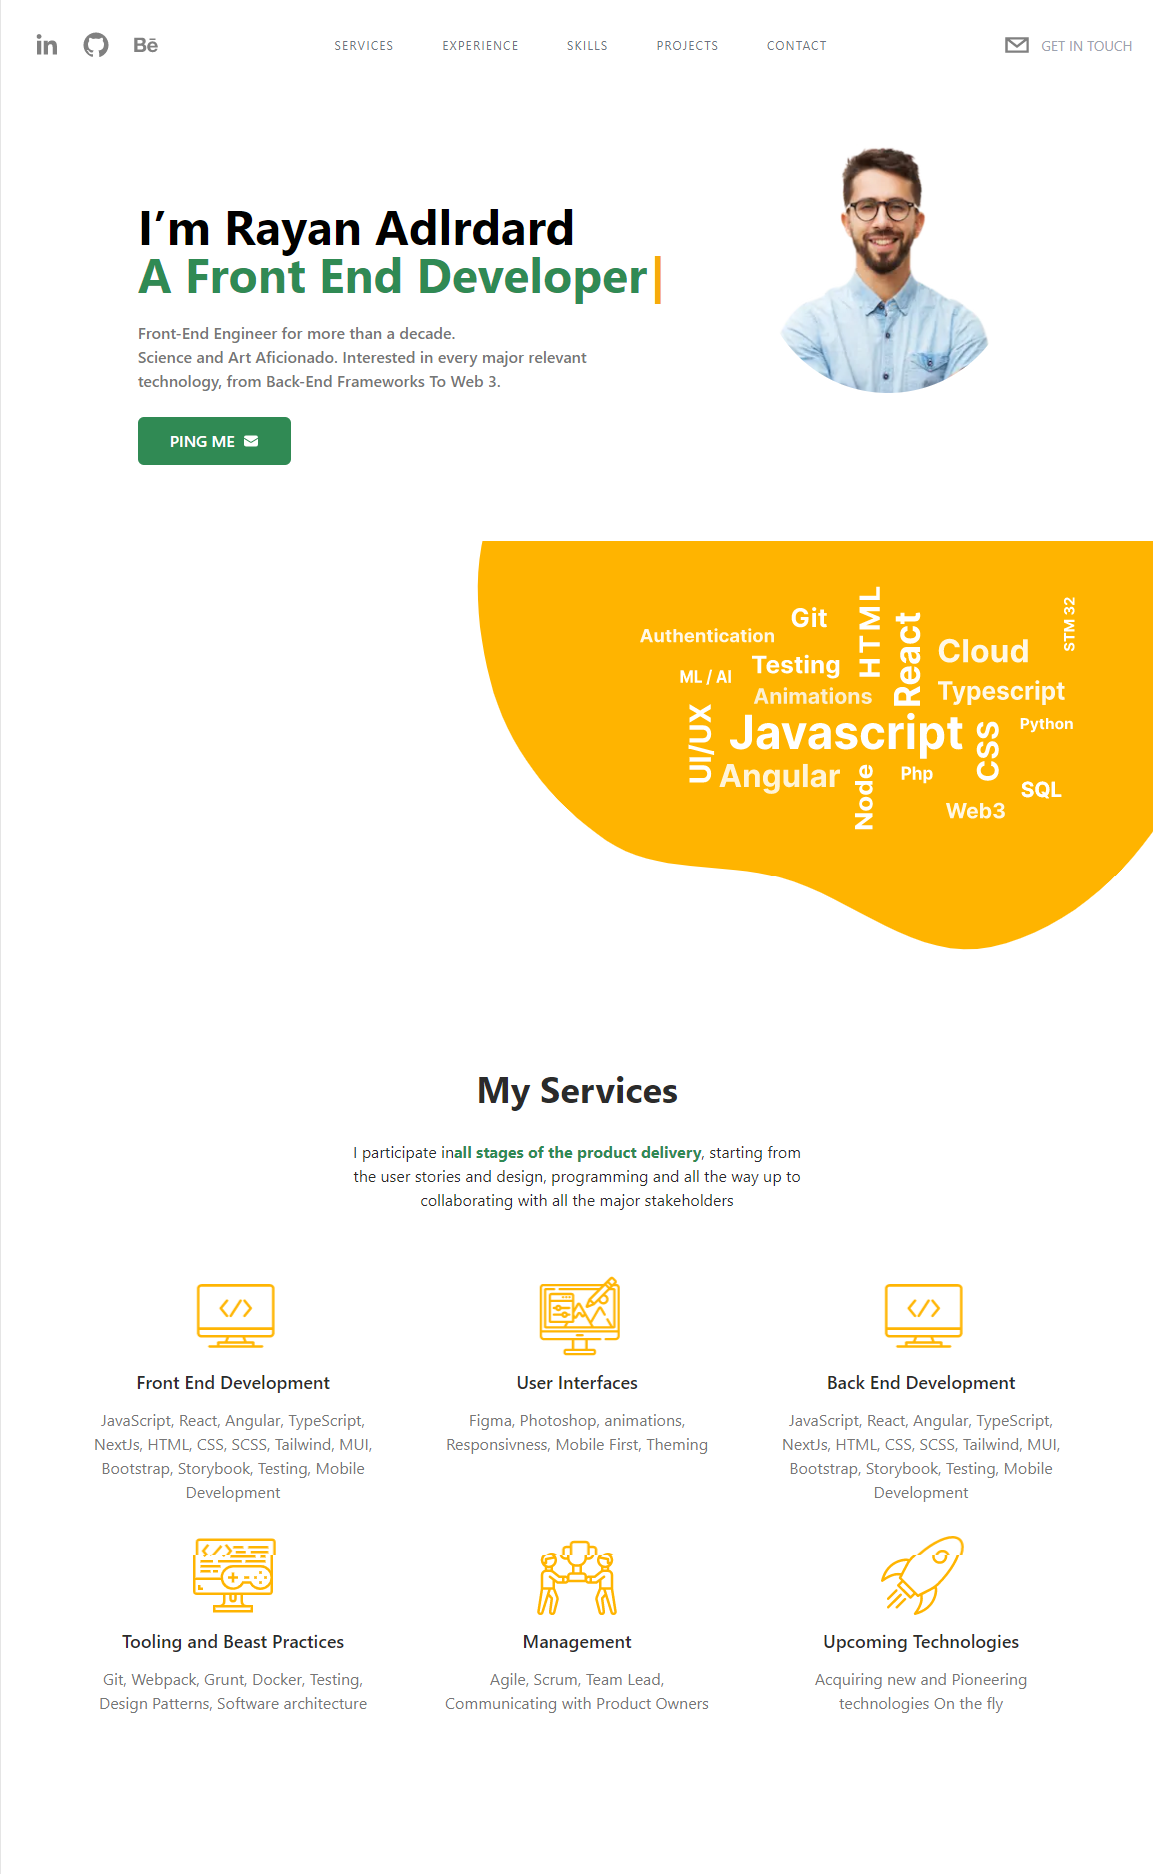 in Bē SERVICES EXPERIENCE SKILLS PROJECTS CONTACT GET IN TOUCH
I’m Rayan Adlrdard
A Front End Developer|
Front-End Engineer for more than a decade.
Science and Art Aficionado. Interested in every major relevant
technology, from Back-End Frameworks To Web 3.
PING ME
Git
HTML
STM 32
Authentication
React
Cloud
Testing
ML / AI
Animations
Typescript
UI/UX
Javascript
CSS
Python
Angular
Node
Php
SQL
Web3
My Services
I participate inall stages of the product delivery, starting from
the user stories and design, programming and all the way up to
collaborating with all the major stakeholders
Front End Development
JavaScript, React, Angular, TypeScript,
NextJs, HTML, CSS, SCSS, Tailwind, MUI,
Bootstrap, Storybook, Testing, Mobile
Development
User Interfaces
Figma, Photoshop, animations,
Responsivness, Mobile First, Theming
Back End Development
JavaScript, React, Angular, TypeScript,
NextJs, HTML, CSS, SCSS, Tailwind, MUI,
Bootstrap, Storybook, Testing, Mobile
Development
Tooling and Beast Practices
Git, Webpack, Grunt, Docker, Testing,
Design Patterns, Software architecture
Management
Agile, Scrum, Team Lead,
Communicating with Product Owners
Upcoming Technologies
Acquiring new and Pioneering
technologies On the fly